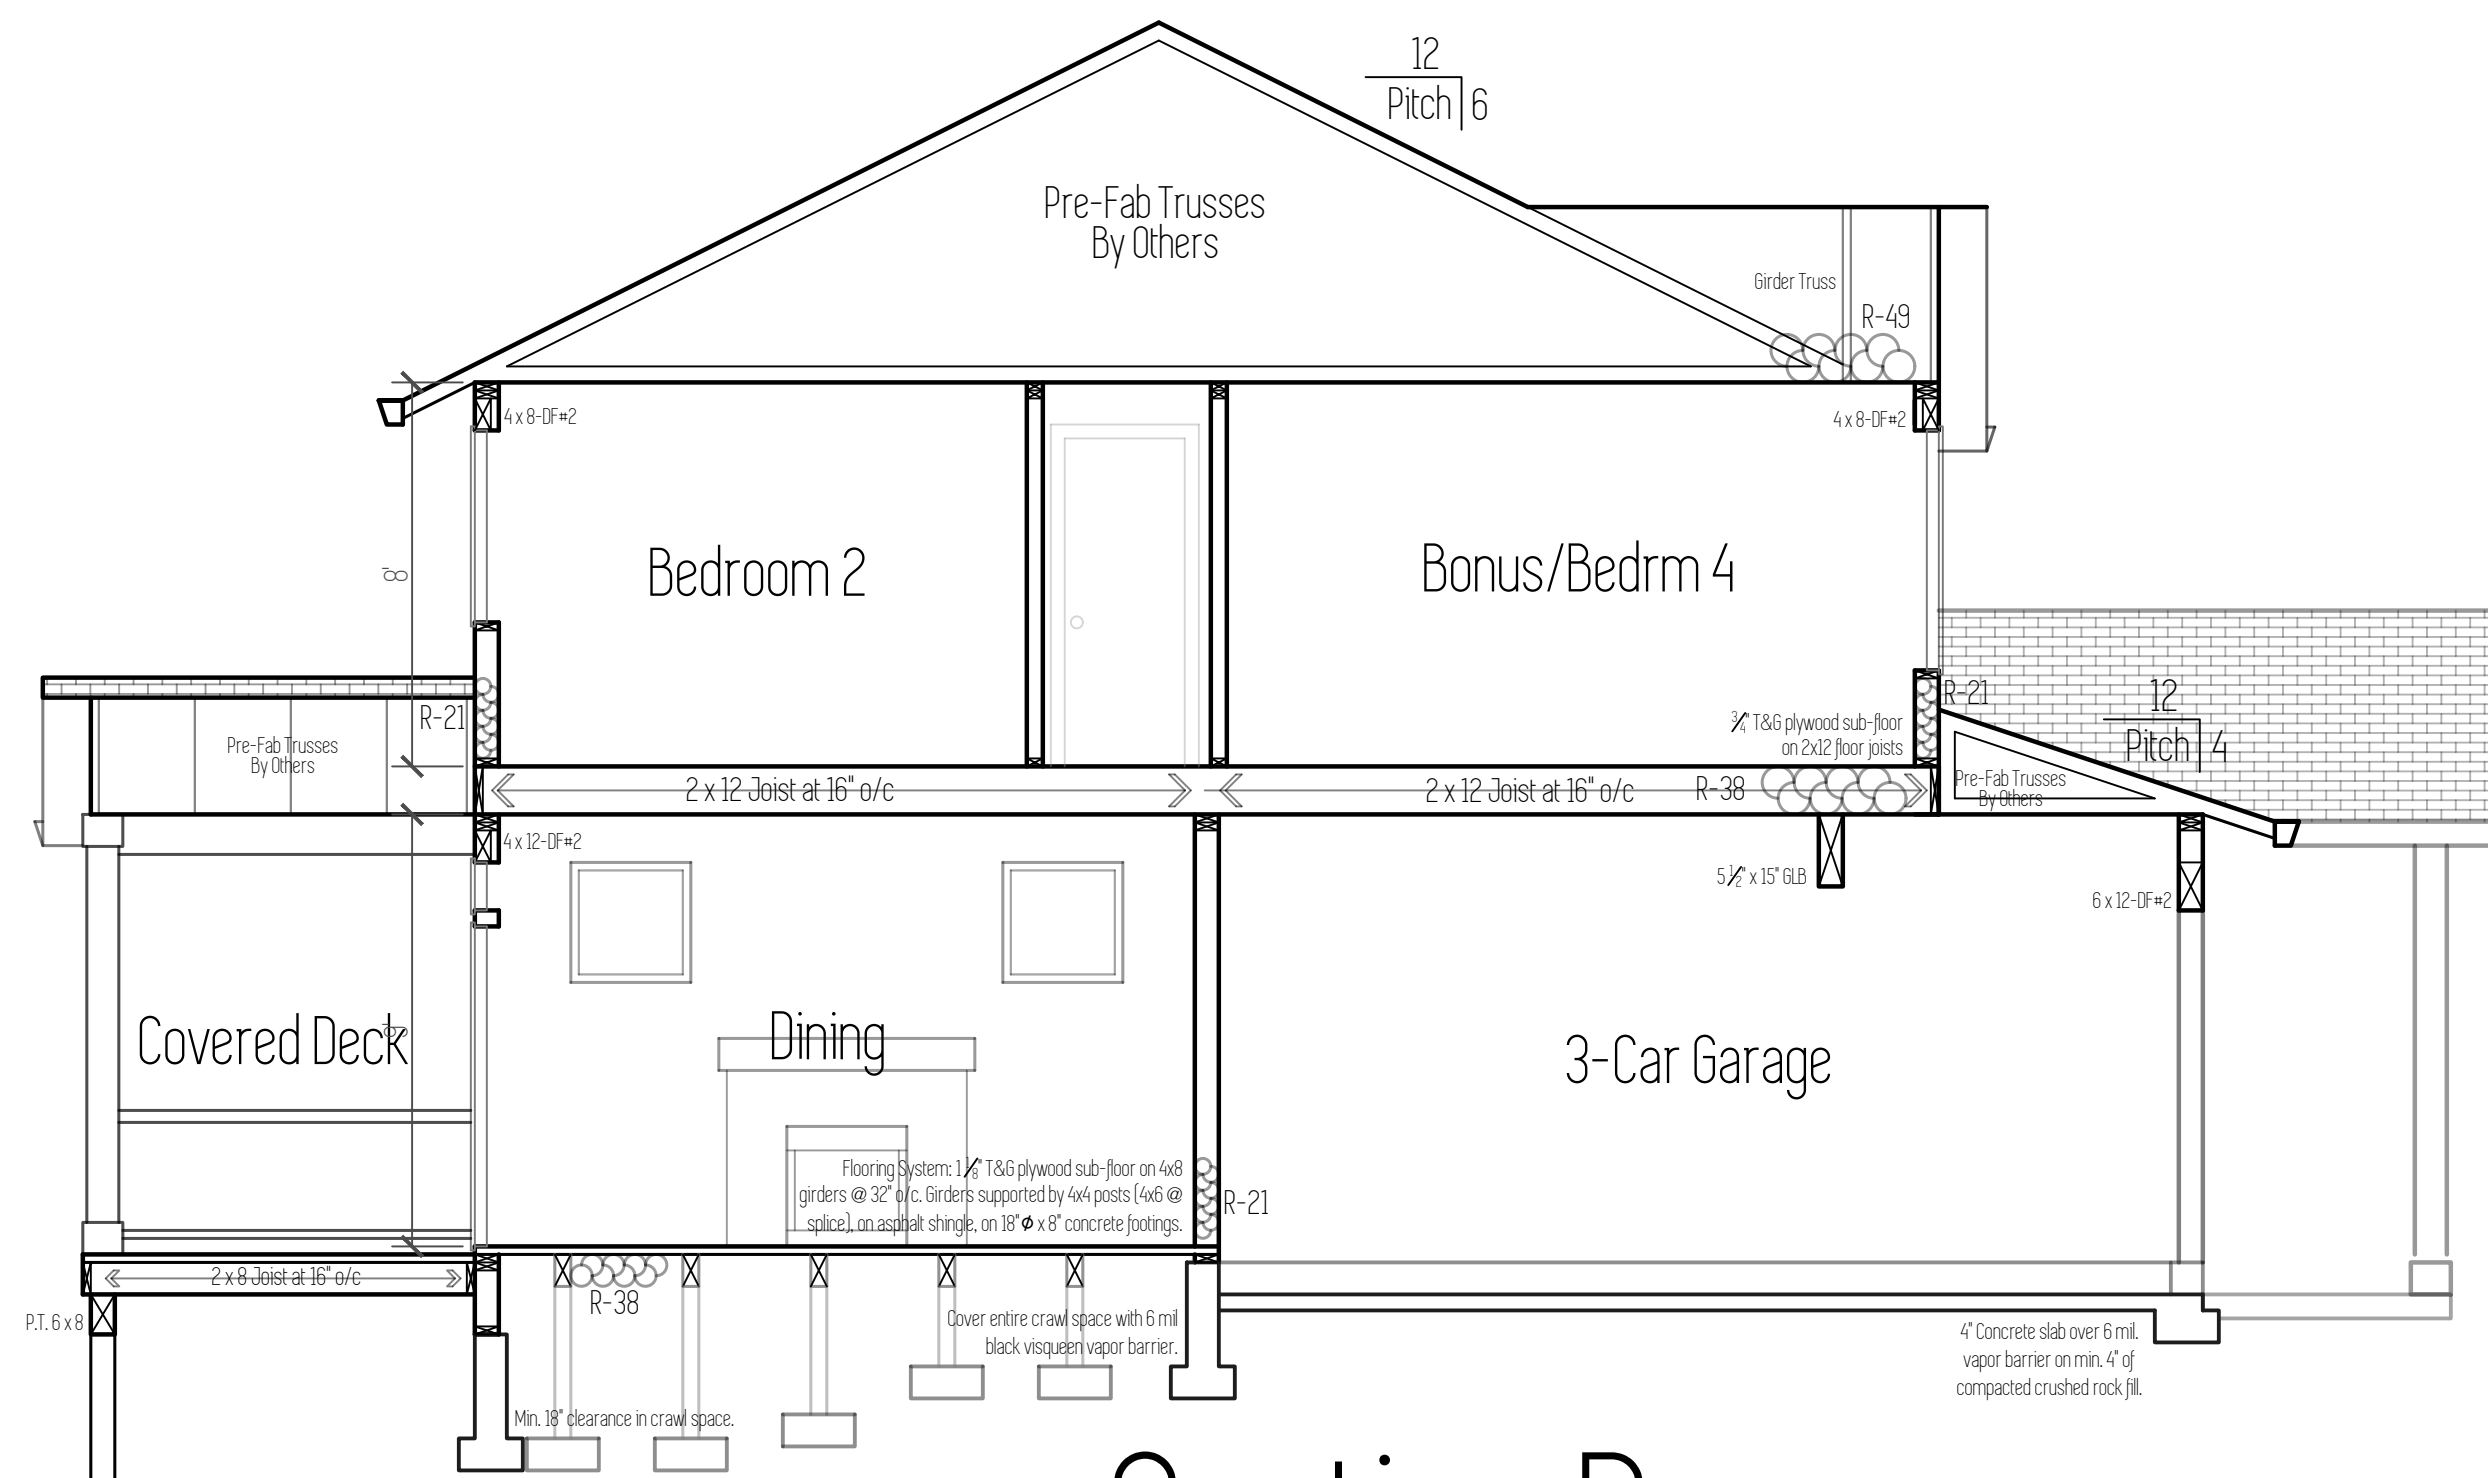 12
Pitch 6
Pre-Fab Trusses
By Others
Girder Truss
R-49
4 x 8-DF#2
4 x 8-DF#2
8'
Bedroom 2
Bonus/Bedrm 4
R-21
R-21
12
Pitch 4
3/4" T&G plywood sub-floor
on 2x12 floor joists
Pre-Fab Trusses
By Others
2 x 12 Joist at 16" o/c
2 x 12 Joist at 16" o/c
R-38
Pre-Fab Trusses
By Others
4 x 12-DF#2
5 1/2" x 15" GLB
6 x 12-DF#2
Covered Deck
9'
Dining
3-Car Garage
Flooring System: 1 1/8" T&G plywood sub-floor on 4x8
girders @ 32" o/c. Girders supported by 4x4 posts (4x6 @
splice), on asphalt shingle, on 18"Ø x 8" concrete footings.
R-21
2 x 8 Joist at 16" o/c
R-38
P.T. 6 x 8
Cover entire crawl space with 6 mil
black visqueen vapor barrier.
4" Concrete slab over 6 mil.
vapor barrier on min. 4" of
compacted crushed rock fill.
Min. 18" clearance in crawl space.